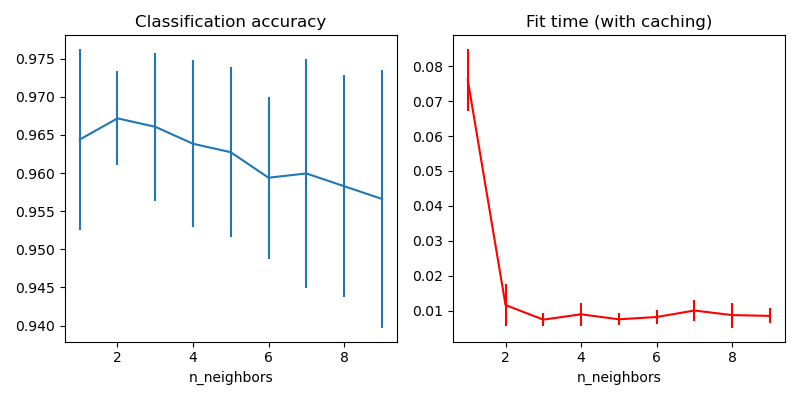 Classification accuracy
0.975
0.970
0.965
0.960
0.955
0.950
0.945
0.940
2 4 6 8
n_neighbors
Fit time (with caching)
0.08
0.07
0.06
0.05
0.04
0.03
0.02
0.01
2 4 6 8
n_neighbors